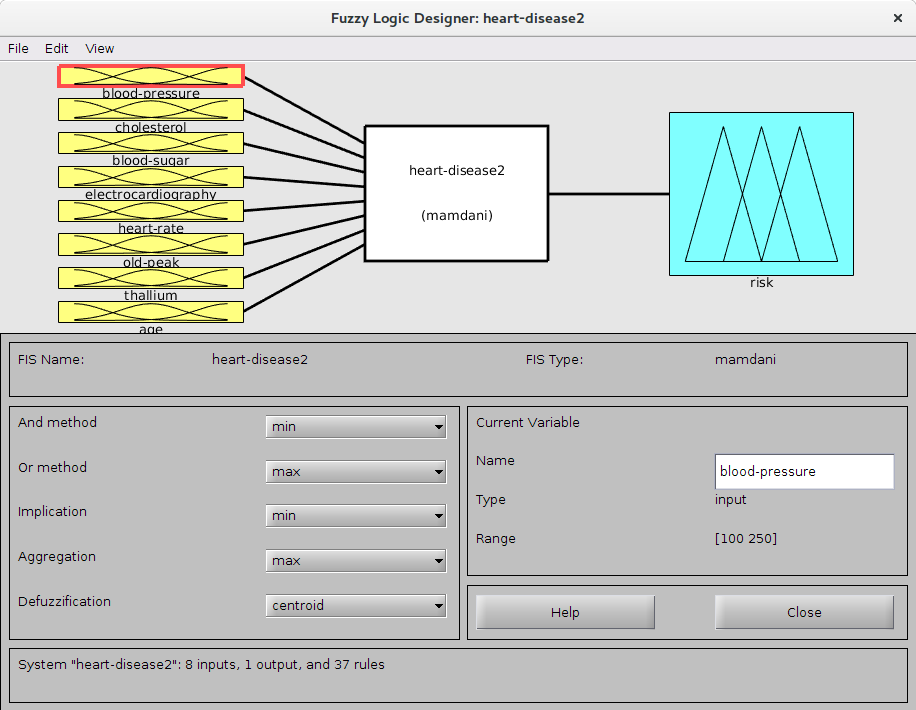 Fuzzy Logic Designer: heart-disease2
×
File Edit View
blood-pressure
cholesterol
blood-sugar
electrocardiography
heart-rate
old-peak
thallium
age
heart-disease2
(mamdani)
risk
FIS Name: heart-disease2 FIS Type: mamdani
And method min
Or method max
Implication min
Aggregation max
Defuzzification centroid
Current Variable
Name blood-pressure
Type input
Range [100 250]
Help Close
System "heart-disease2": 8 inputs, 1 output, and 37 rules